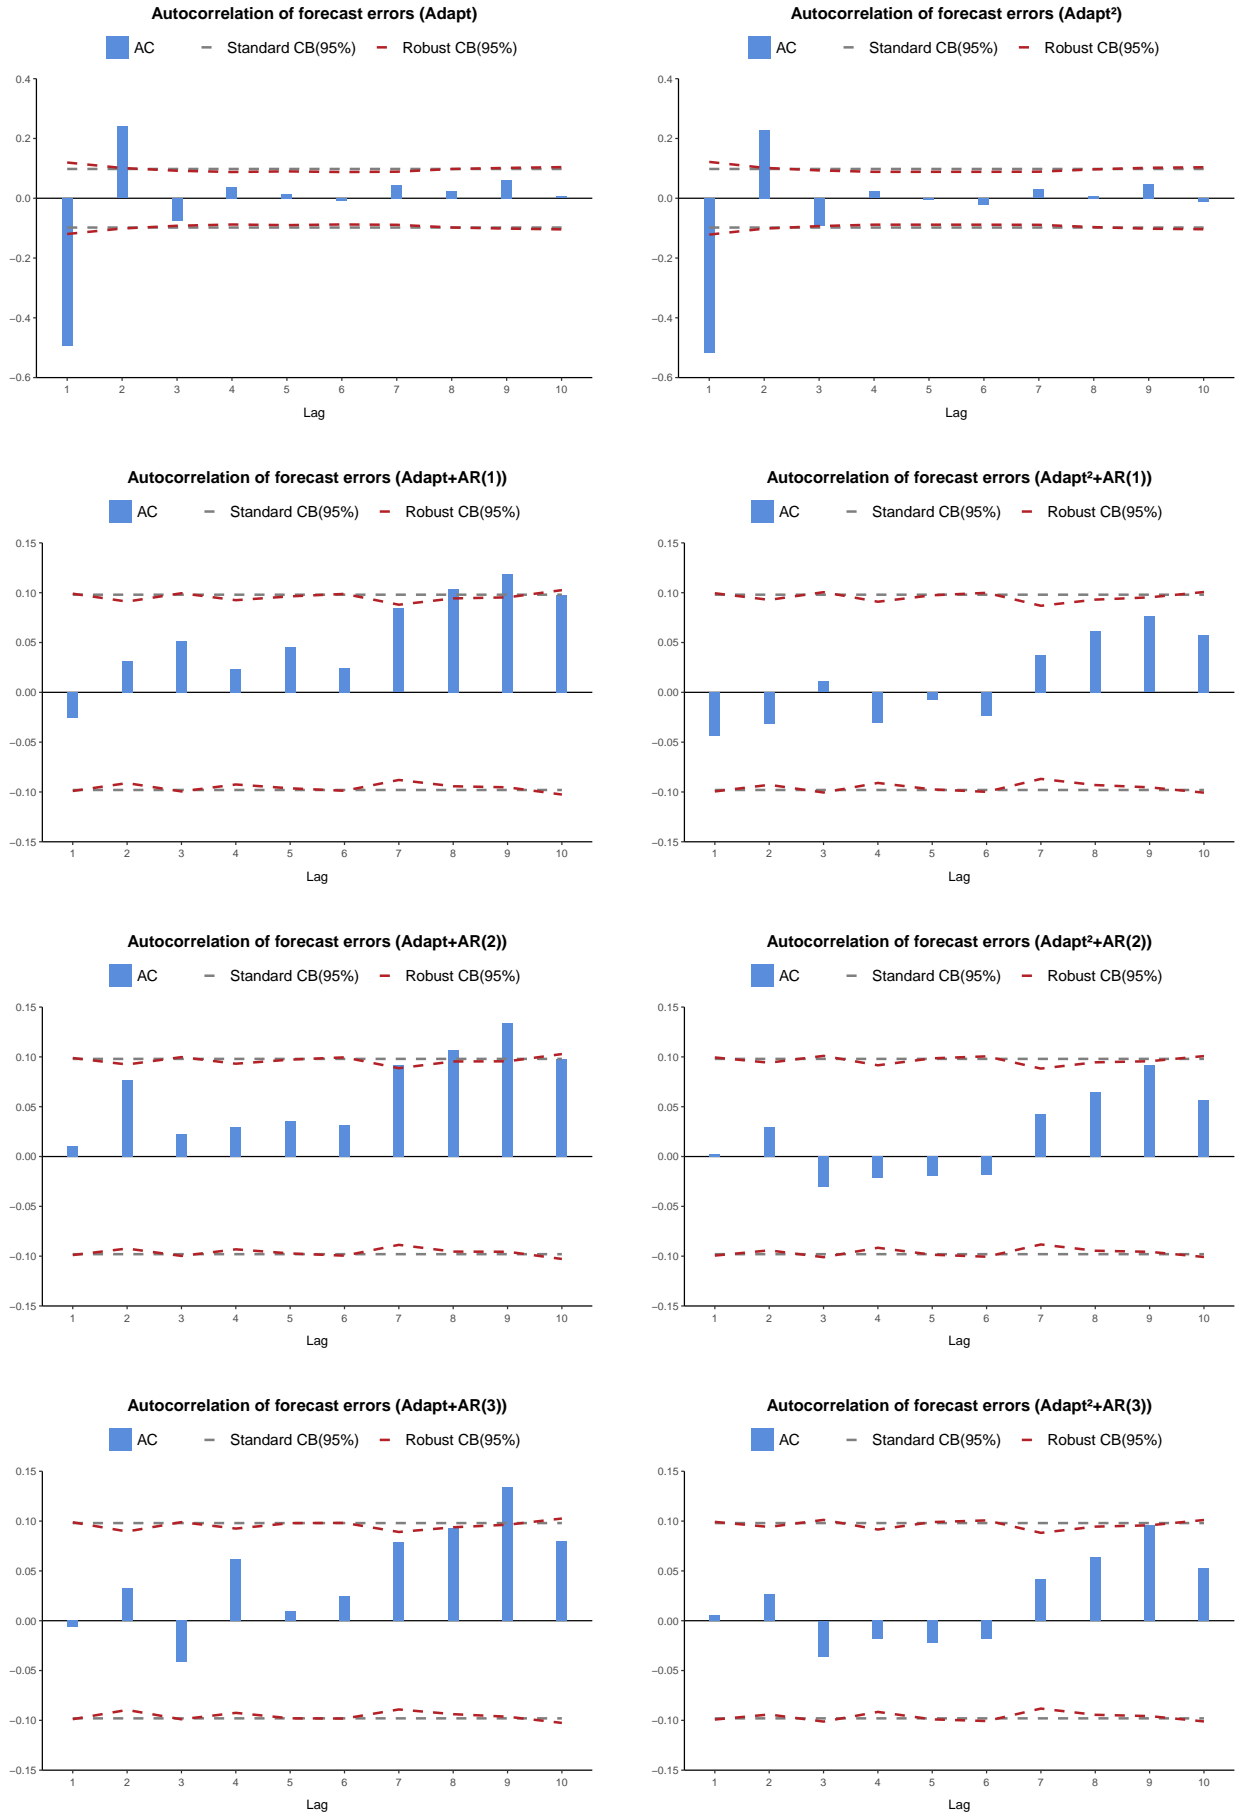 Autocorrelation of forecast errors (Adapt)
AC Standard CB(95%) Robust CB(95%)
0.4
0.2
0.0
−0.2
−0.4
−0.6
1 2 3 4 5 6 7 8 9 10
Lag
Autocorrelation of forecast errors (Adapt²)
AC Standard CB(95%) Robust CB(95%)
0.4
0.2
0.0
−0.2
−0.4
−0.6
1 2 3 4 5 6 7 8 9 10
Lag
Autocorrelation of forecast errors (Adapt+AR(1))
AC Standard CB(95%) Robust CB(95%)
0.15
0.10
0.05
0.00
−0.05
−0.10
−0.15
1 2 3 4 5 6 7 8 9 10
Lag
Autocorrelation of forecast errors (Adapt²+AR(1))
AC Standard CB(95%) Robust CB(95%)
0.15
0.10
0.05
0.00
−0.05
−0.10
−0.15
1 2 3 4 5 6 7 8 9 10
Lag
Autocorrelation of forecast errors (Adapt+AR(2))
AC Standard CB(95%) Robust CB(95%)
0.15
0.10
0.05
0.00
−0.05
−0.10
−0.15
1 2 3 4 5 6 7 8 9 10
Lag
Autocorrelation of forecast errors (Adapt²+AR(2))
AC Standard CB(95%) Robust CB(95%)
0.15
0.10
0.05
0.00
−0.05
−0.10
−0.15
1 2 3 4 5 6 7 8 9 10
Lag
Autocorrelation of forecast errors (Adapt+AR(3))
AC Standard CB(95%) Robust CB(95%)
0.15
0.10
0.05
0.00
−0.05
−0.10
−0.15
1 2 3 4 5 6 7 8 9 10
Lag
Autocorrelation of forecast errors (Adapt²+AR(3))
AC Standard CB(95%) Robust CB(95%)
0.15
0.10
0.05
0.00
−0.05
−0.10
−0.15
1 2 3 4 5 6 7 8 9 10
Lag